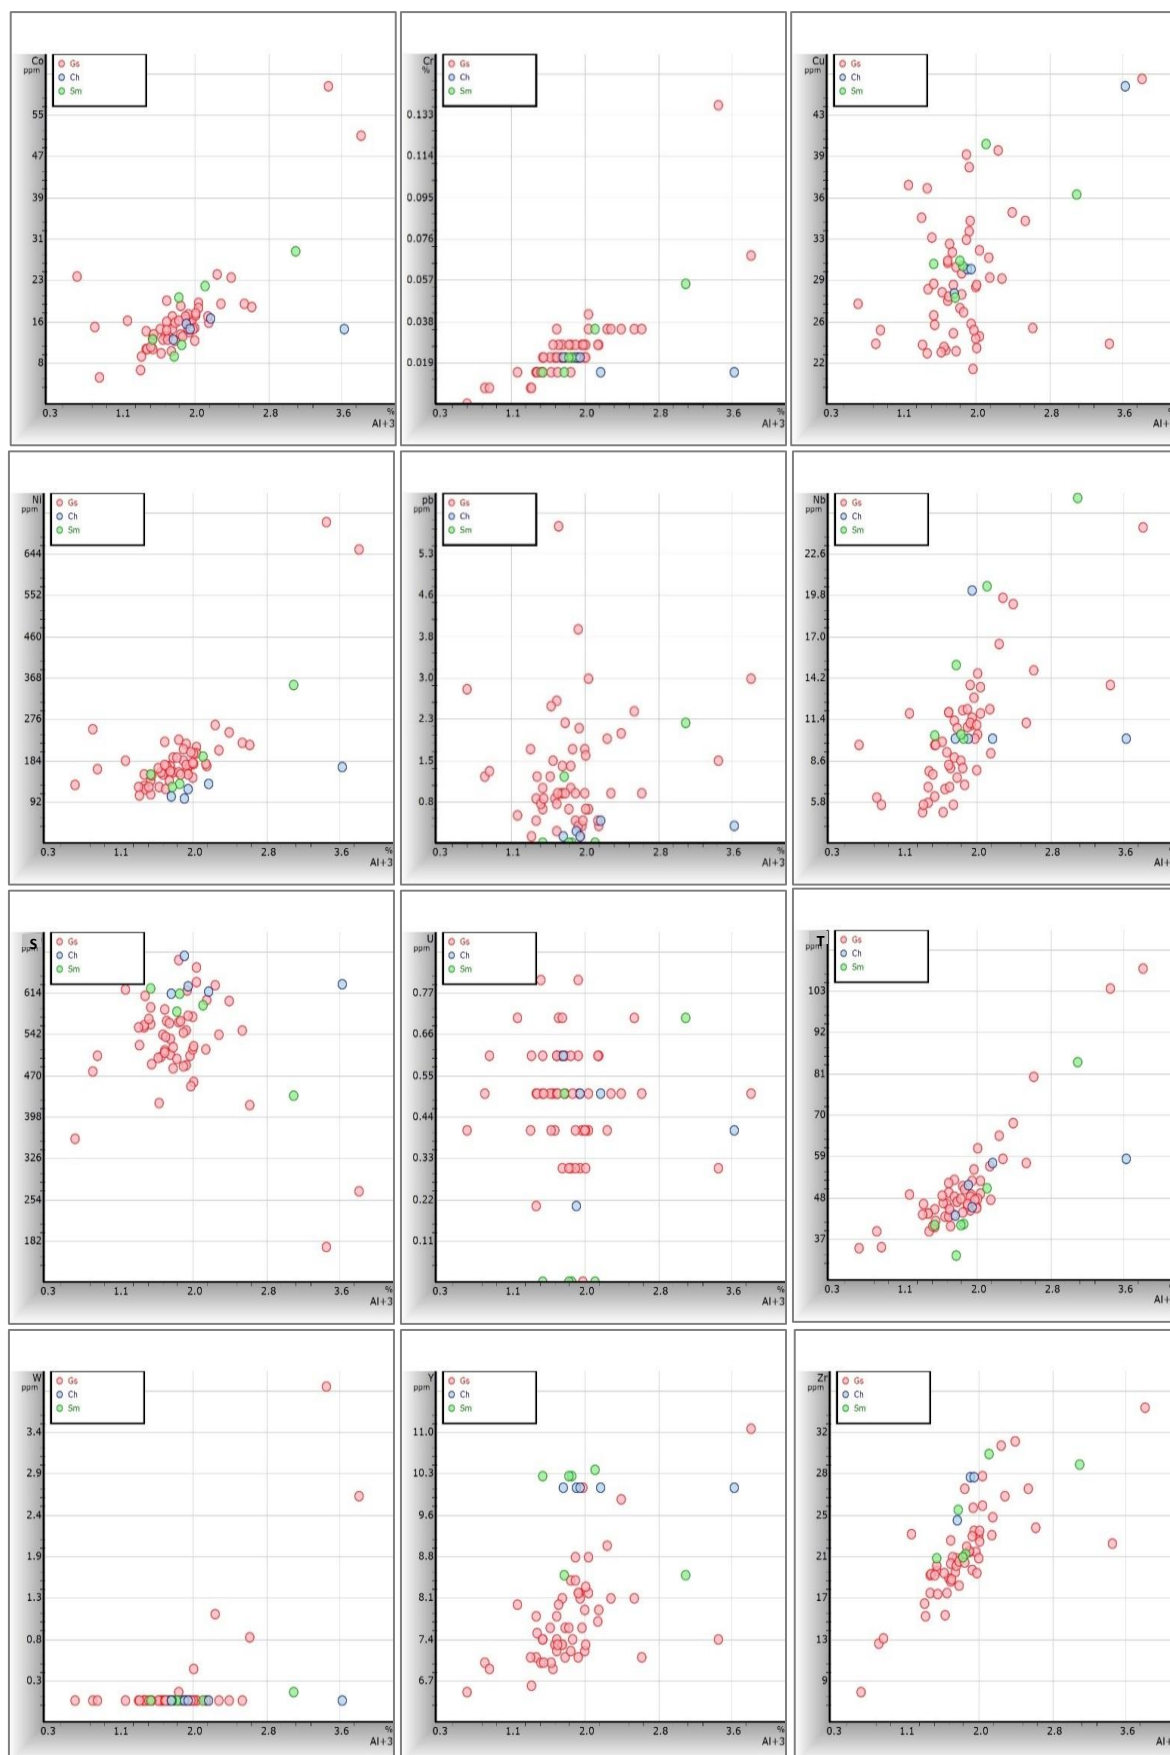 Co
ppm
Gs
Ch
Sm
55
47
39
31
23
16
8
0.3 1.1 2.0 2.8 3.6 %
Al+3
Cr
%
Gs
Ch
Sm
0.133
0.114
0.095
0.076
0.057
0.038
0.019
0.3 1.1 2.0 2.8 3.6 %
Al+3
Cu
ppm
Gs
Ch
Sm
43
39
36
33
29
26
22
0.3 1.1 2.0 2.8 3.6
Al+
Ni
ppm
Gs
Ch
Sm
644
552
460
368
276
184
92
0.3 1.1 2.0 2.8 3.6 %
Al+3
pb
ppm
Gs
Ch
Sm
5.3
4.6
3.8
3.0
2.3
1.5
0.8
0.3 1.1 2.0 2.8 3.6 %
Al+3
Nb
ppm
Gs
Ch
Sm
22.6
19.8
17.0
14.2
11.4
8.6
5.8
0.3 1.1 2.0 2.8 3.6
Al+
S
ppm
Gs
Ch
Sm
614
542
470
398
326
254
182
0.3 1.1 2.0 2.8 3.6 %
Al+3
U
ppm
Gs
Ch
Sm
0.77
0.66
0.55
0.44
0.33
0.22
0.11
0.3 1.1 2.0 2.8 3.6 %
Al+3
T
Gs
Ch
Sm
103
92
81
70
59
48
37
0.3 1.1 2.0 2.8 3.6
Al+
W
ppm
Gs
Ch
Sm
3.4
2.9
2.4
1.9
1.3
0.8
0.3
0.3 1.1 2.0 2.8 3.6 %
Al+3
Y
ppm
Gs
Ch
Sm
11.0
10.3
9.6
8.8
8.1
7.4
6.7
0.3 1.1 2.0 2.8 3.6 %
Al+3
Zr
ppm
Gs
Ch
Sm
32
28
25
21
17
13
9
0.3 1.1 2.0 2.8 3.6
Al+